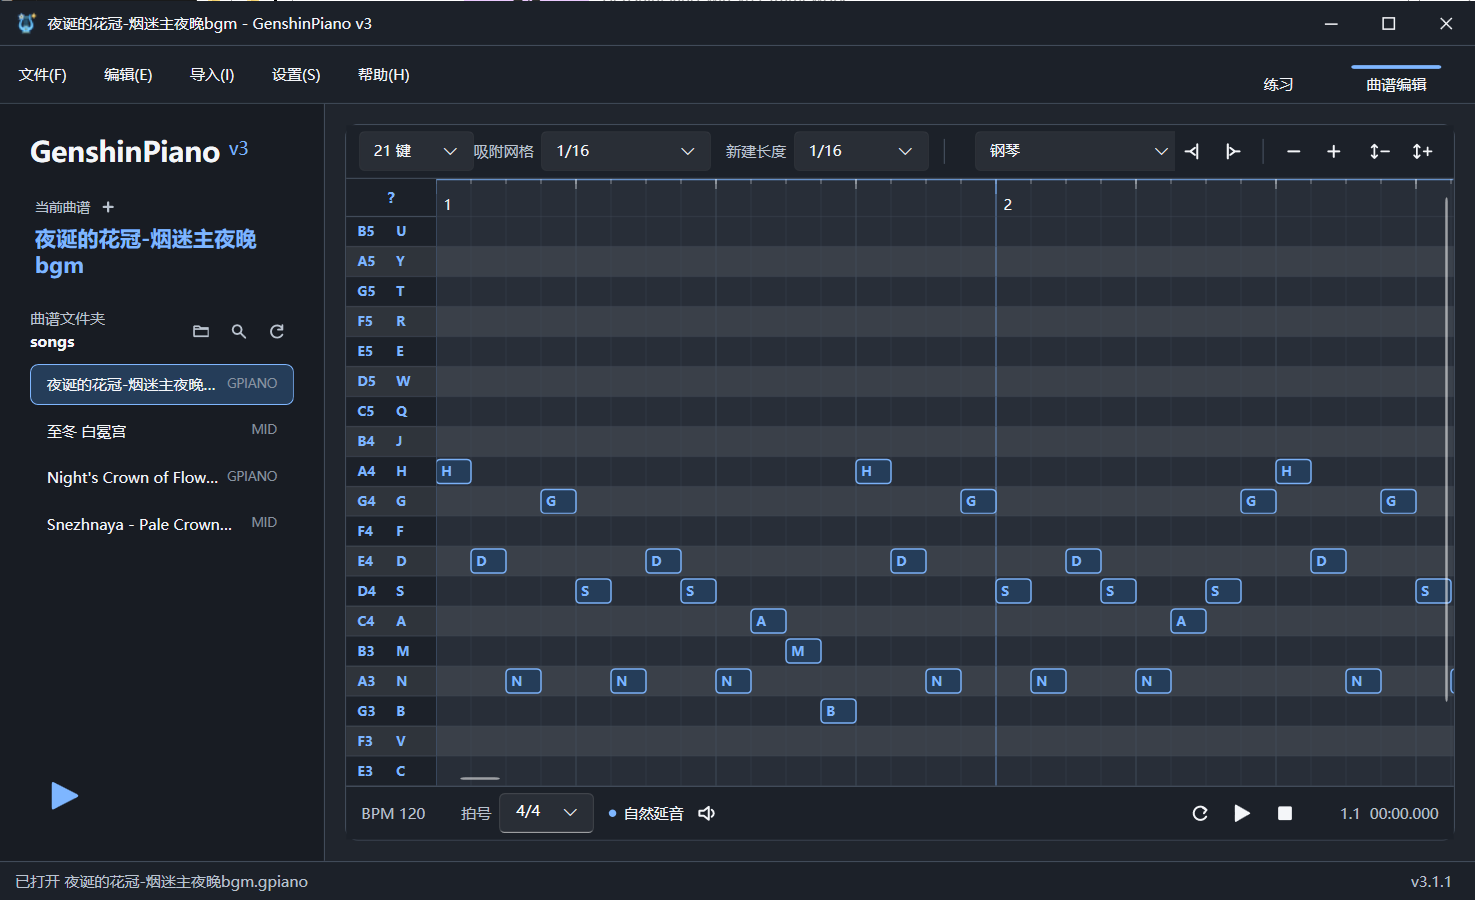 夜诞的花冠-烟迷主夜晚bgm - GenshinPiano v3
文件(F) 编辑(E) 导入(I) 设置(S) 帮助(H)
练习 曲谱编辑
GenshinPiano v3
当前曲谱 +
夜诞的花冠-烟迷主夜晚
bgm
曲谱文件夹
songs
夜诞的花冠-烟迷主夜晚... GPIANO
至冬 白冕宫 MID
Night's Crown of Flow... GPIANO
Snezhnaya - Pale Crown... MID
21 键 吸附网格 1/16 新建长度 1/16 钢琴
? 1 2
B5 U
A5 Y
G5 T
F5 R
E5 E
D5 W
C5 Q
B4 J
A4 H H H H
G4 G G G G G
F4 F
E4 D D D D D D
D4 S S S S S S S
C4 A A A
B3 M M
A3 N N N N N N N N
G3 B B
F3 V
E3 C
BPM 120 拍号 4/4 自然延音 1.1 00:00.000
已打开 夜诞的花冠-烟迷主夜晚bgm.gpiano v3.1.1